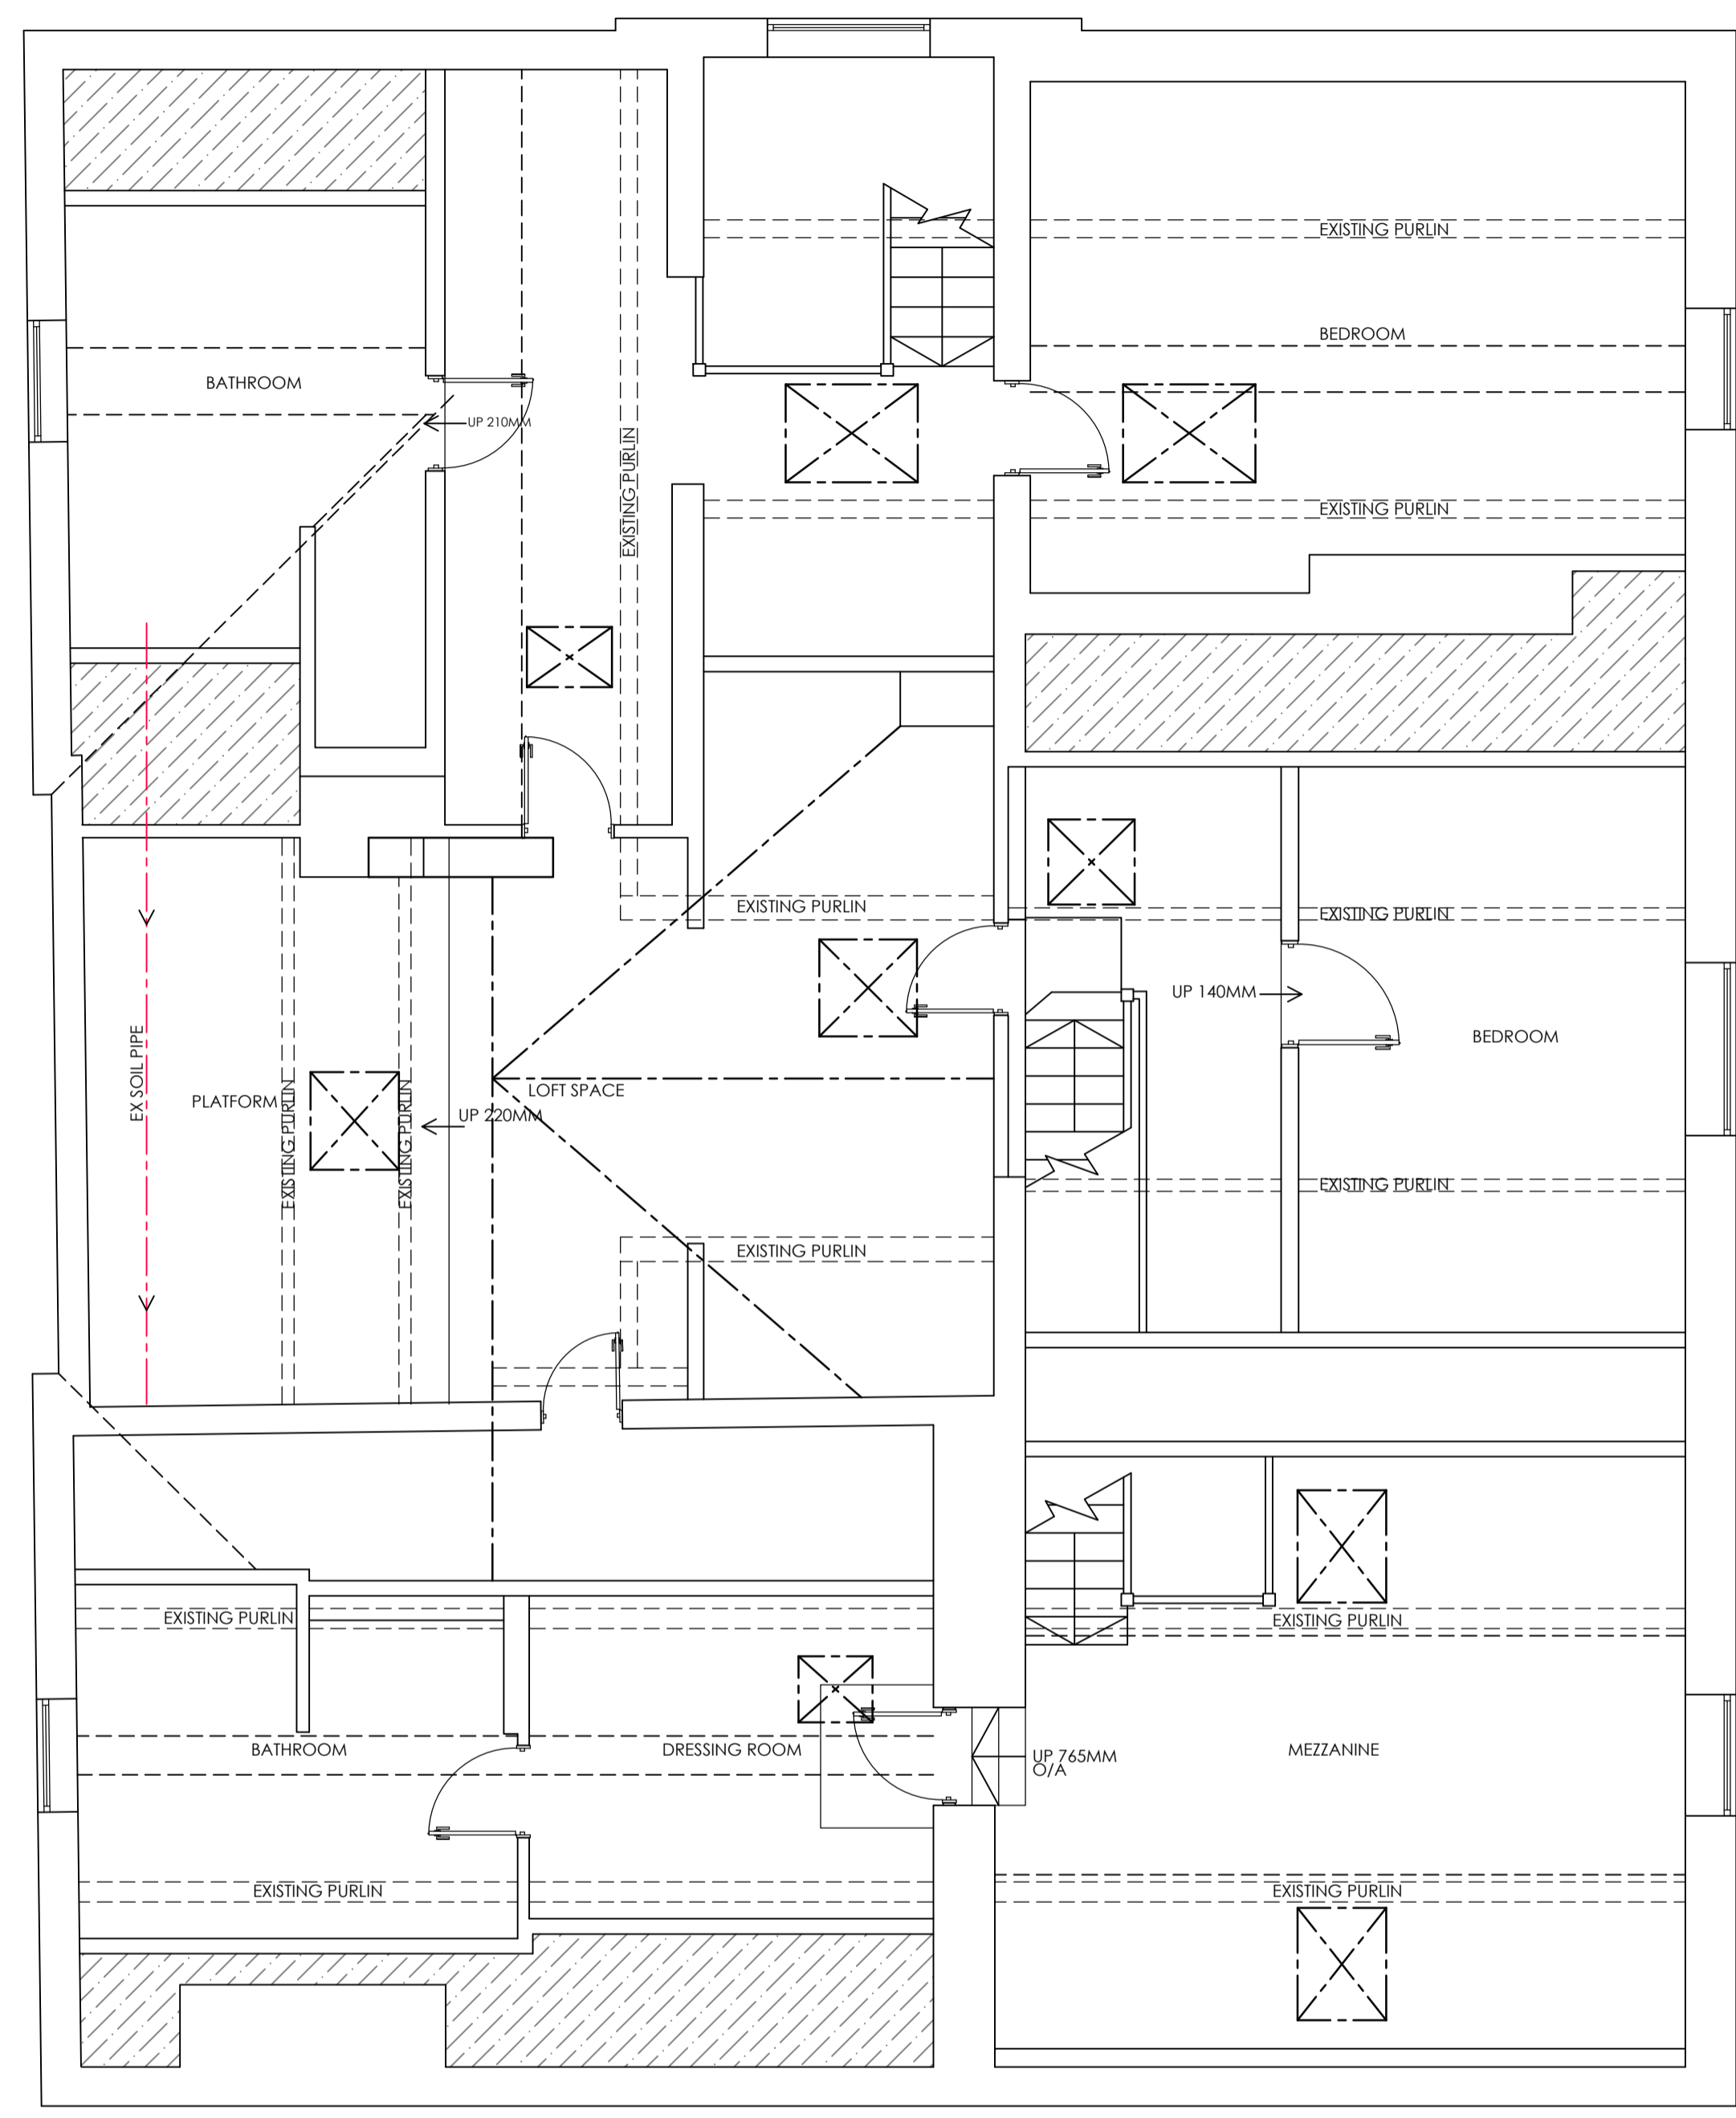 EXISTING PURLIN
BEDROOM
BATHROOM
UP 210MM
EXISTING PURLIN
EXISTING PURLIN
EXISTING PURLIN
EXISTING PURLIN
UP 140MM
BEDROOM
EX SOIL PIPE
PLATFORM
EXISTING PURLIN
EXISTING PURLIN
LOFT SPACE
UP 220MM
EXISTING PURLIN
EXISTING PURLIN
EXISTING PURLIN
EXISTING PURLIN
BATHROOM
DRESSING ROOM
UP 765MM
O/A
MEZZANINE
EXISTING PURLIN
EXISTING PURLIN